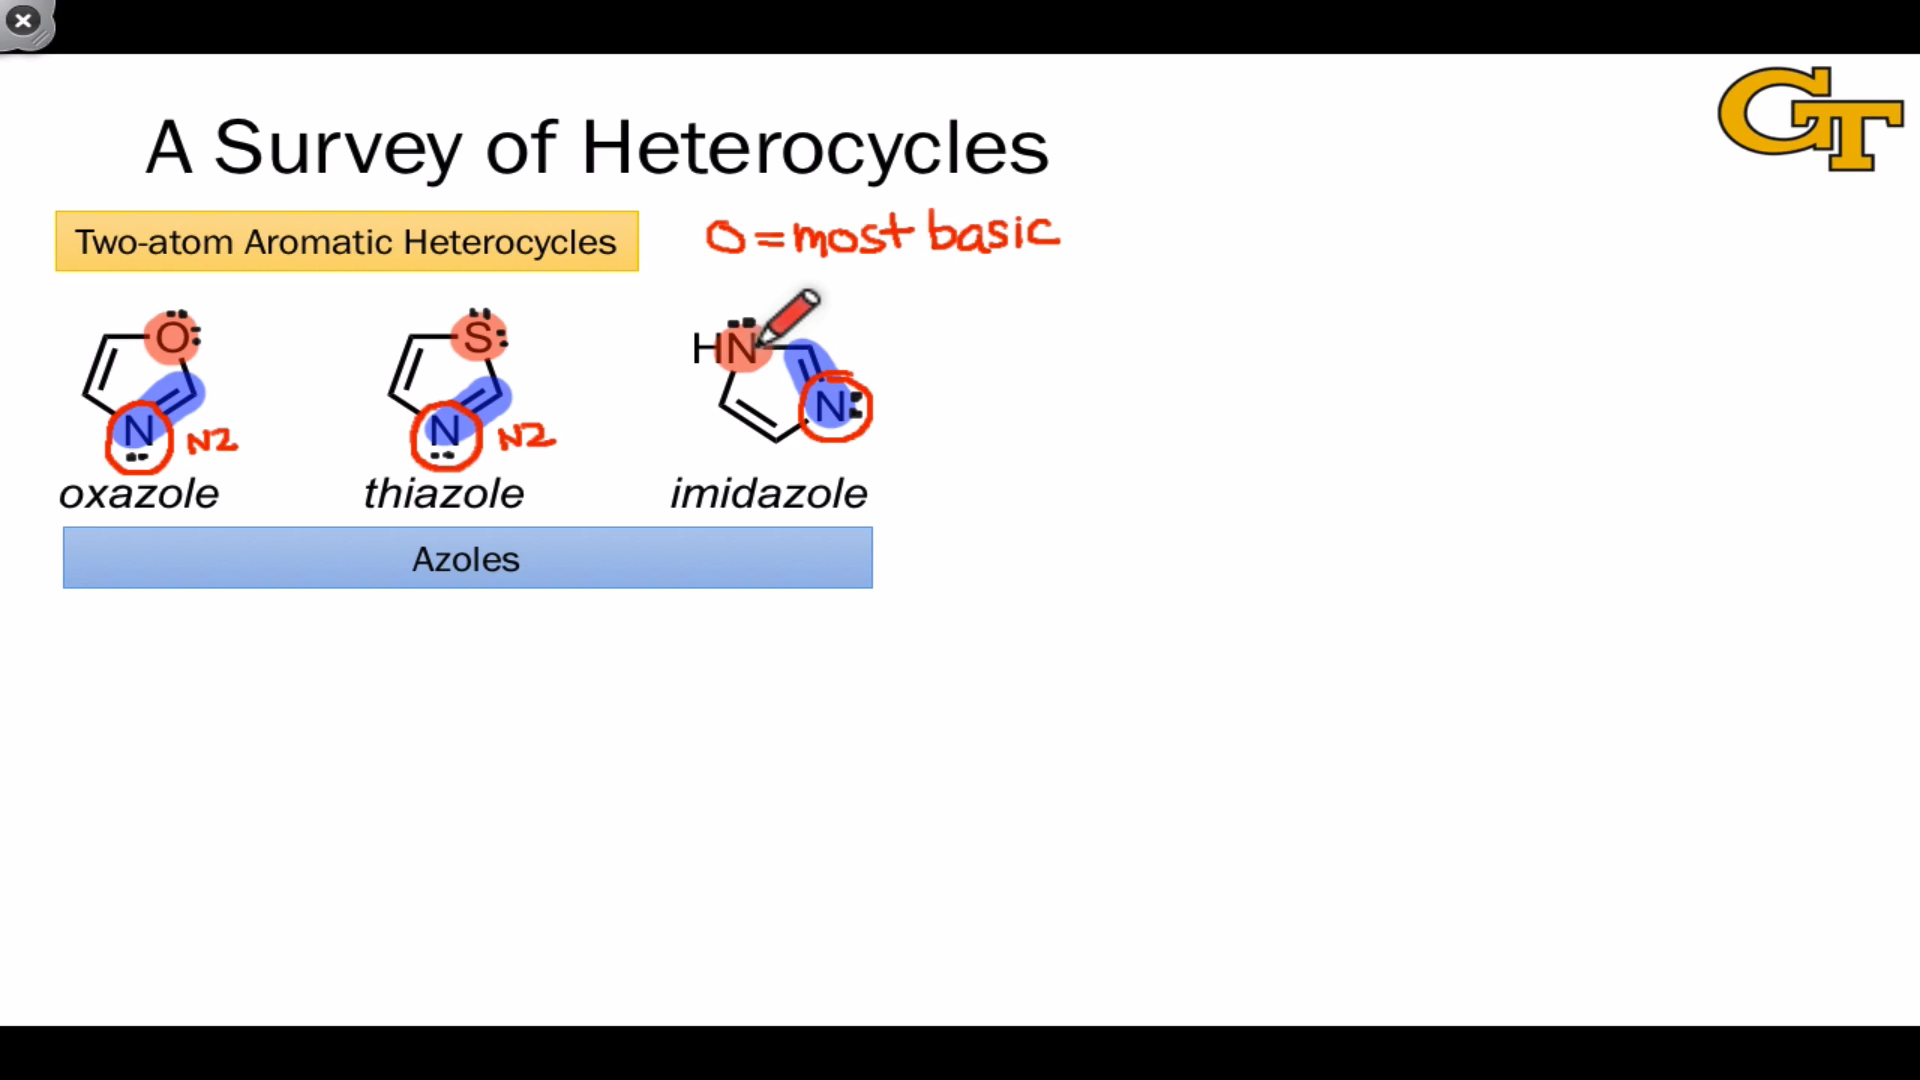 GT
A Survey of Heterocycles
Two-atom Aromatic Heterocycles
O = most basic
O
N
N2
S
N
N2
HN
N
oxazole
thiazole
imidazole
Azoles